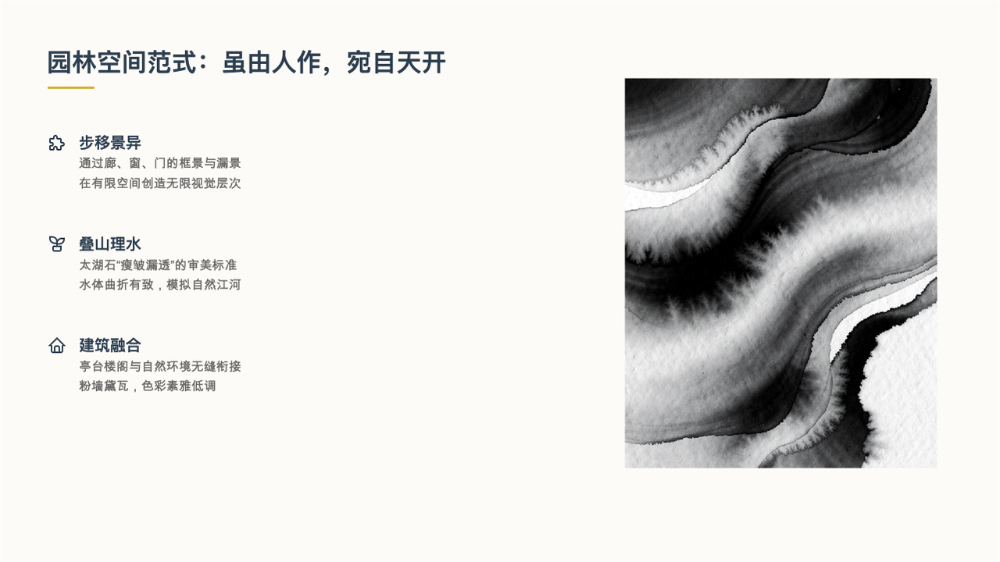 园林空间范式：虽由人作，宛自天开
步移景异
通过廊、窗、门的框景与漏景
在有限空间创造无限视觉层次
叠山理水
太湖石“瘦皱漏透”的审美标准
水体曲折有致，模拟自然江河
建筑融合
亭台楼阁与自然环境无缝衔接
粉墙黛瓦，色彩素雅低调